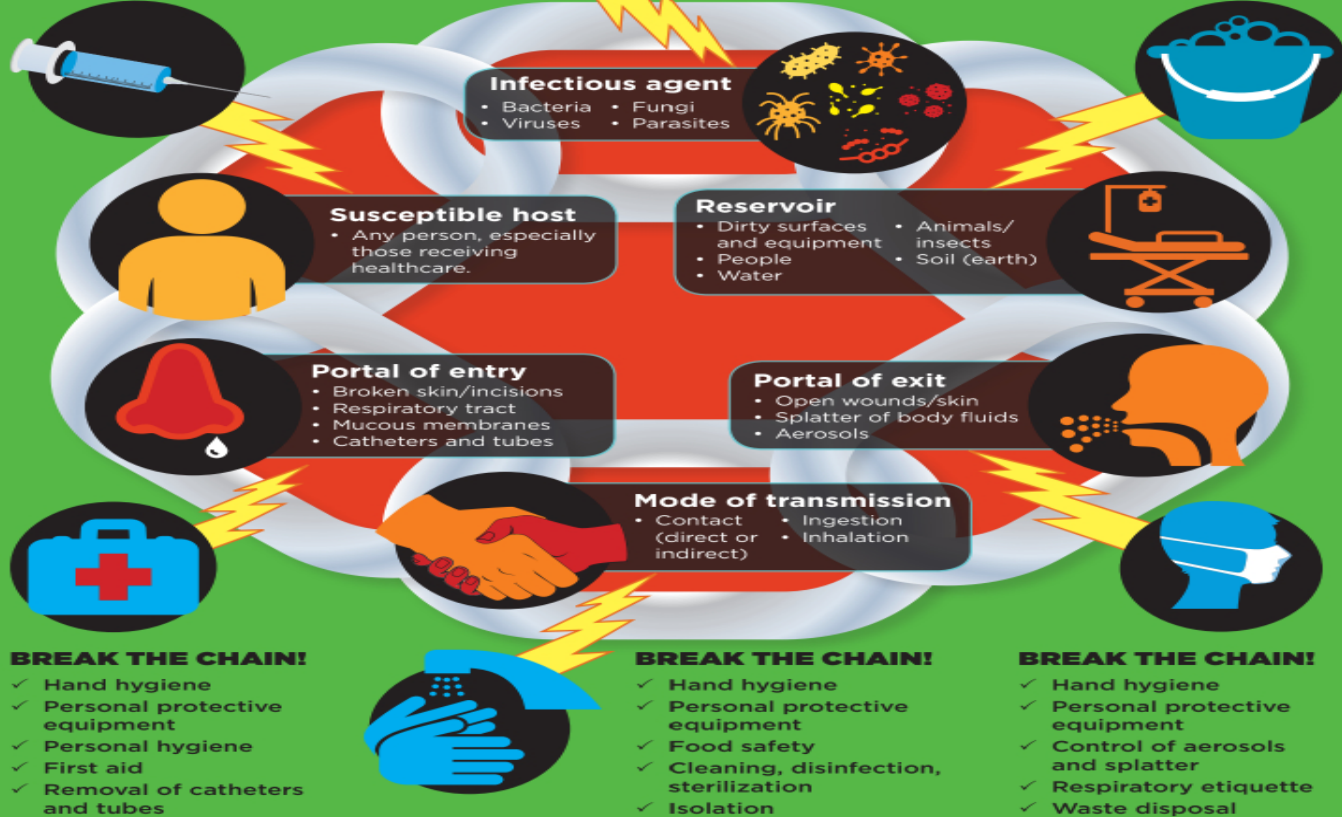 Infectious agent
• Bacteria • Fungi
• Viruses • Parasites
Susceptible host
• Any person, especially
those receiving
healthcare.
Reservoir
• Dirty surfaces
and equipment
• People
• Water
• Animals/
insects
• Soil (earth)
Portal of entry
• Broken skin/incisions
• Respiratory tract
• Mucous membranes
• Catheters and tubes
Portal of exit
• Open wounds/skin
• Splatter of body fluids
• Aerosols
Mode of transmission
• Contact
(direct or
indirect)
• Ingestion
• Inhalation
BREAK THE CHAIN!
✓ Hand hygiene
✓ Personal protective
equipment
✓ Personal hygiene
✓ First aid
✓ Removal of catheters
and tubes
BREAK THE CHAIN!
✓ Hand hygiene
✓ Personal protective
equipment
✓ Food safety
✓ Cleaning, disinfection,
sterilization
✓ Isolation
BREAK THE CHAIN!
✓ Hand hygiene
✓ Personal protective
equipment
✓ Control of aerosols
and splatter
✓ Respiratory etiquette
✓ Waste disposal